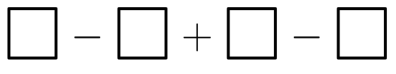 □ − □ + □ − □